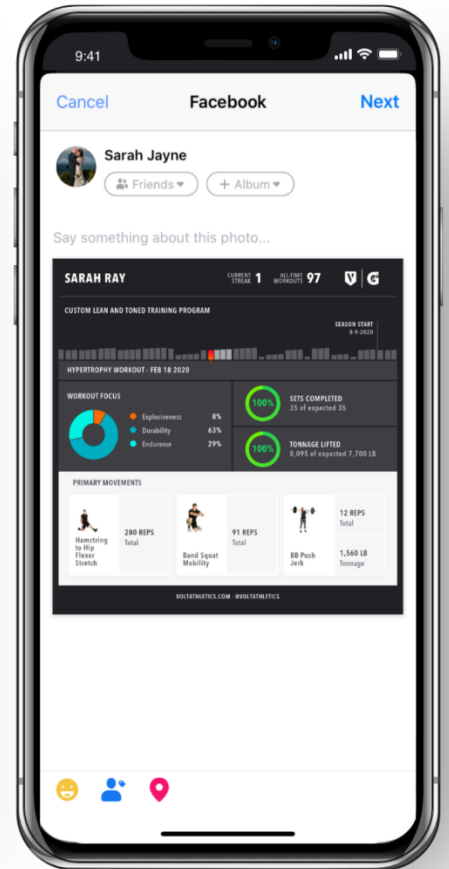 9:41
Cancel Facebook Next
Sarah Jayne
Friends + Album
Say something about this photo...
SARAH RAY CURRENT STREAK 1 ALL-TIME WORKOUTS 97 V G
CUSTOM LEAN AND TONED TRAINING PROGRAM
SEASON START
8-9-2020
HYPERTROPHY WORKOUT - FEB 18 2020
WORKOUT FOCUS
Explosiveness 8%
Durability 63%
Endurance 29%
100% SETS COMPLETED
35 of expected 35
100% TONNAGE LIFTED
8,095 of expected 7,700 LB
PRIMARY MOVEMENTS
Hamstring
to Hip
Flexor
Stretch
280 REPS
Total
Band Squat
Mobility
91 REPS
Total
BB Push
Jerk
12 REPS
Total
1,560 LB
Tonnage
VOLTATHLETICS.COM · @VOLTATHLETICS